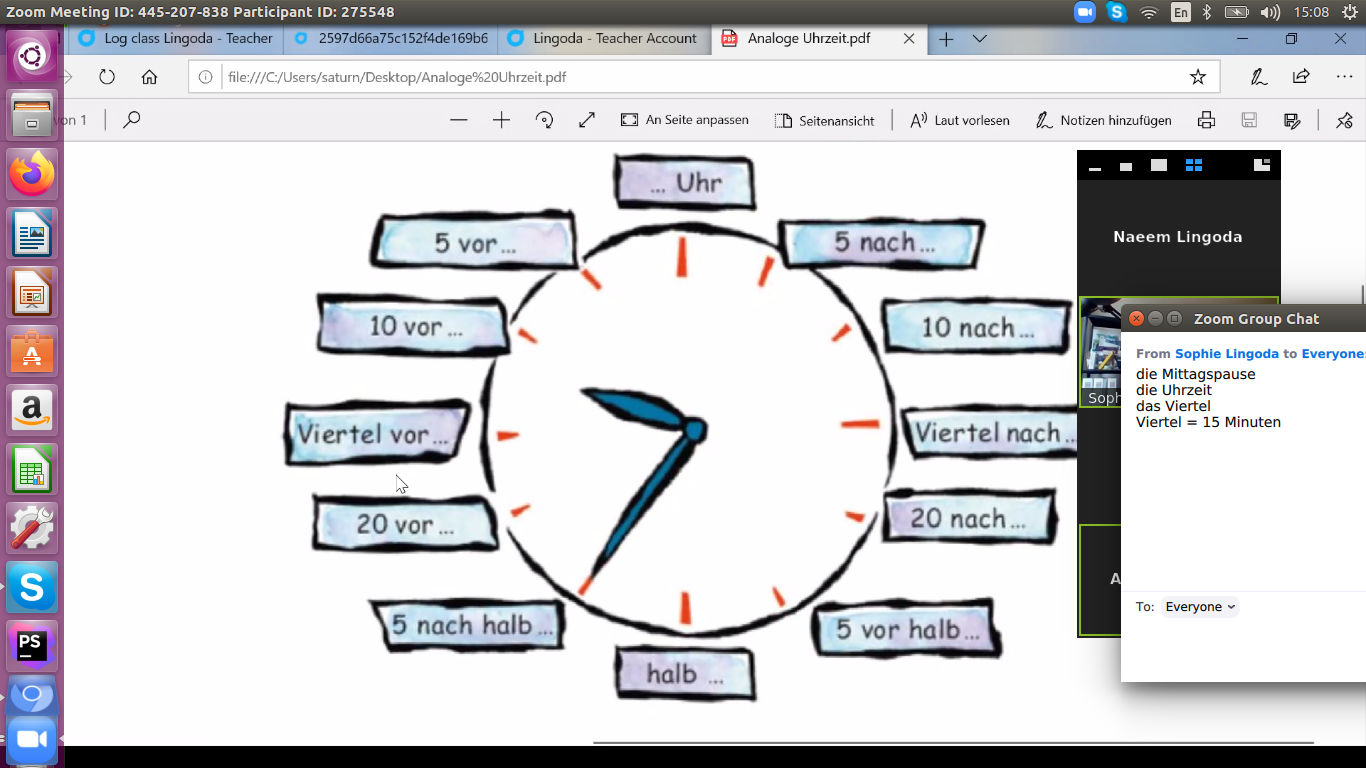 Zoom Meeting ID: 445-207-838 Participant ID: 275548
En
15:08
Log class Lingoda - Teacher
2597d66a75c152f4de169b6
Lingoda - Teacher Account
Analoge Uhrzeit.pdf
file:///C:/Users/saturn/Desktop/Analoge%20Uhrzeit.pdf
von 1
An Seite anpassen
Seitenansicht
Laut vorlesen
Notizen hinzufügen
... Uhr
5 vor ...
5 nach ...
10 vor ...
10 nach ...
Viertel vor ...
Viertel nach ...
20 vor ...
20 nach ...
5 nach halb ...
5 vor halb ...
halb ...
Naeem Lingoda
Soph
A
Zoom Group Chat
From Sophie Lingoda to Everyone:
die Mittagspause
die Uhrzeit
das Viertel
Viertel = 15 Minuten
To: Everyone
PS